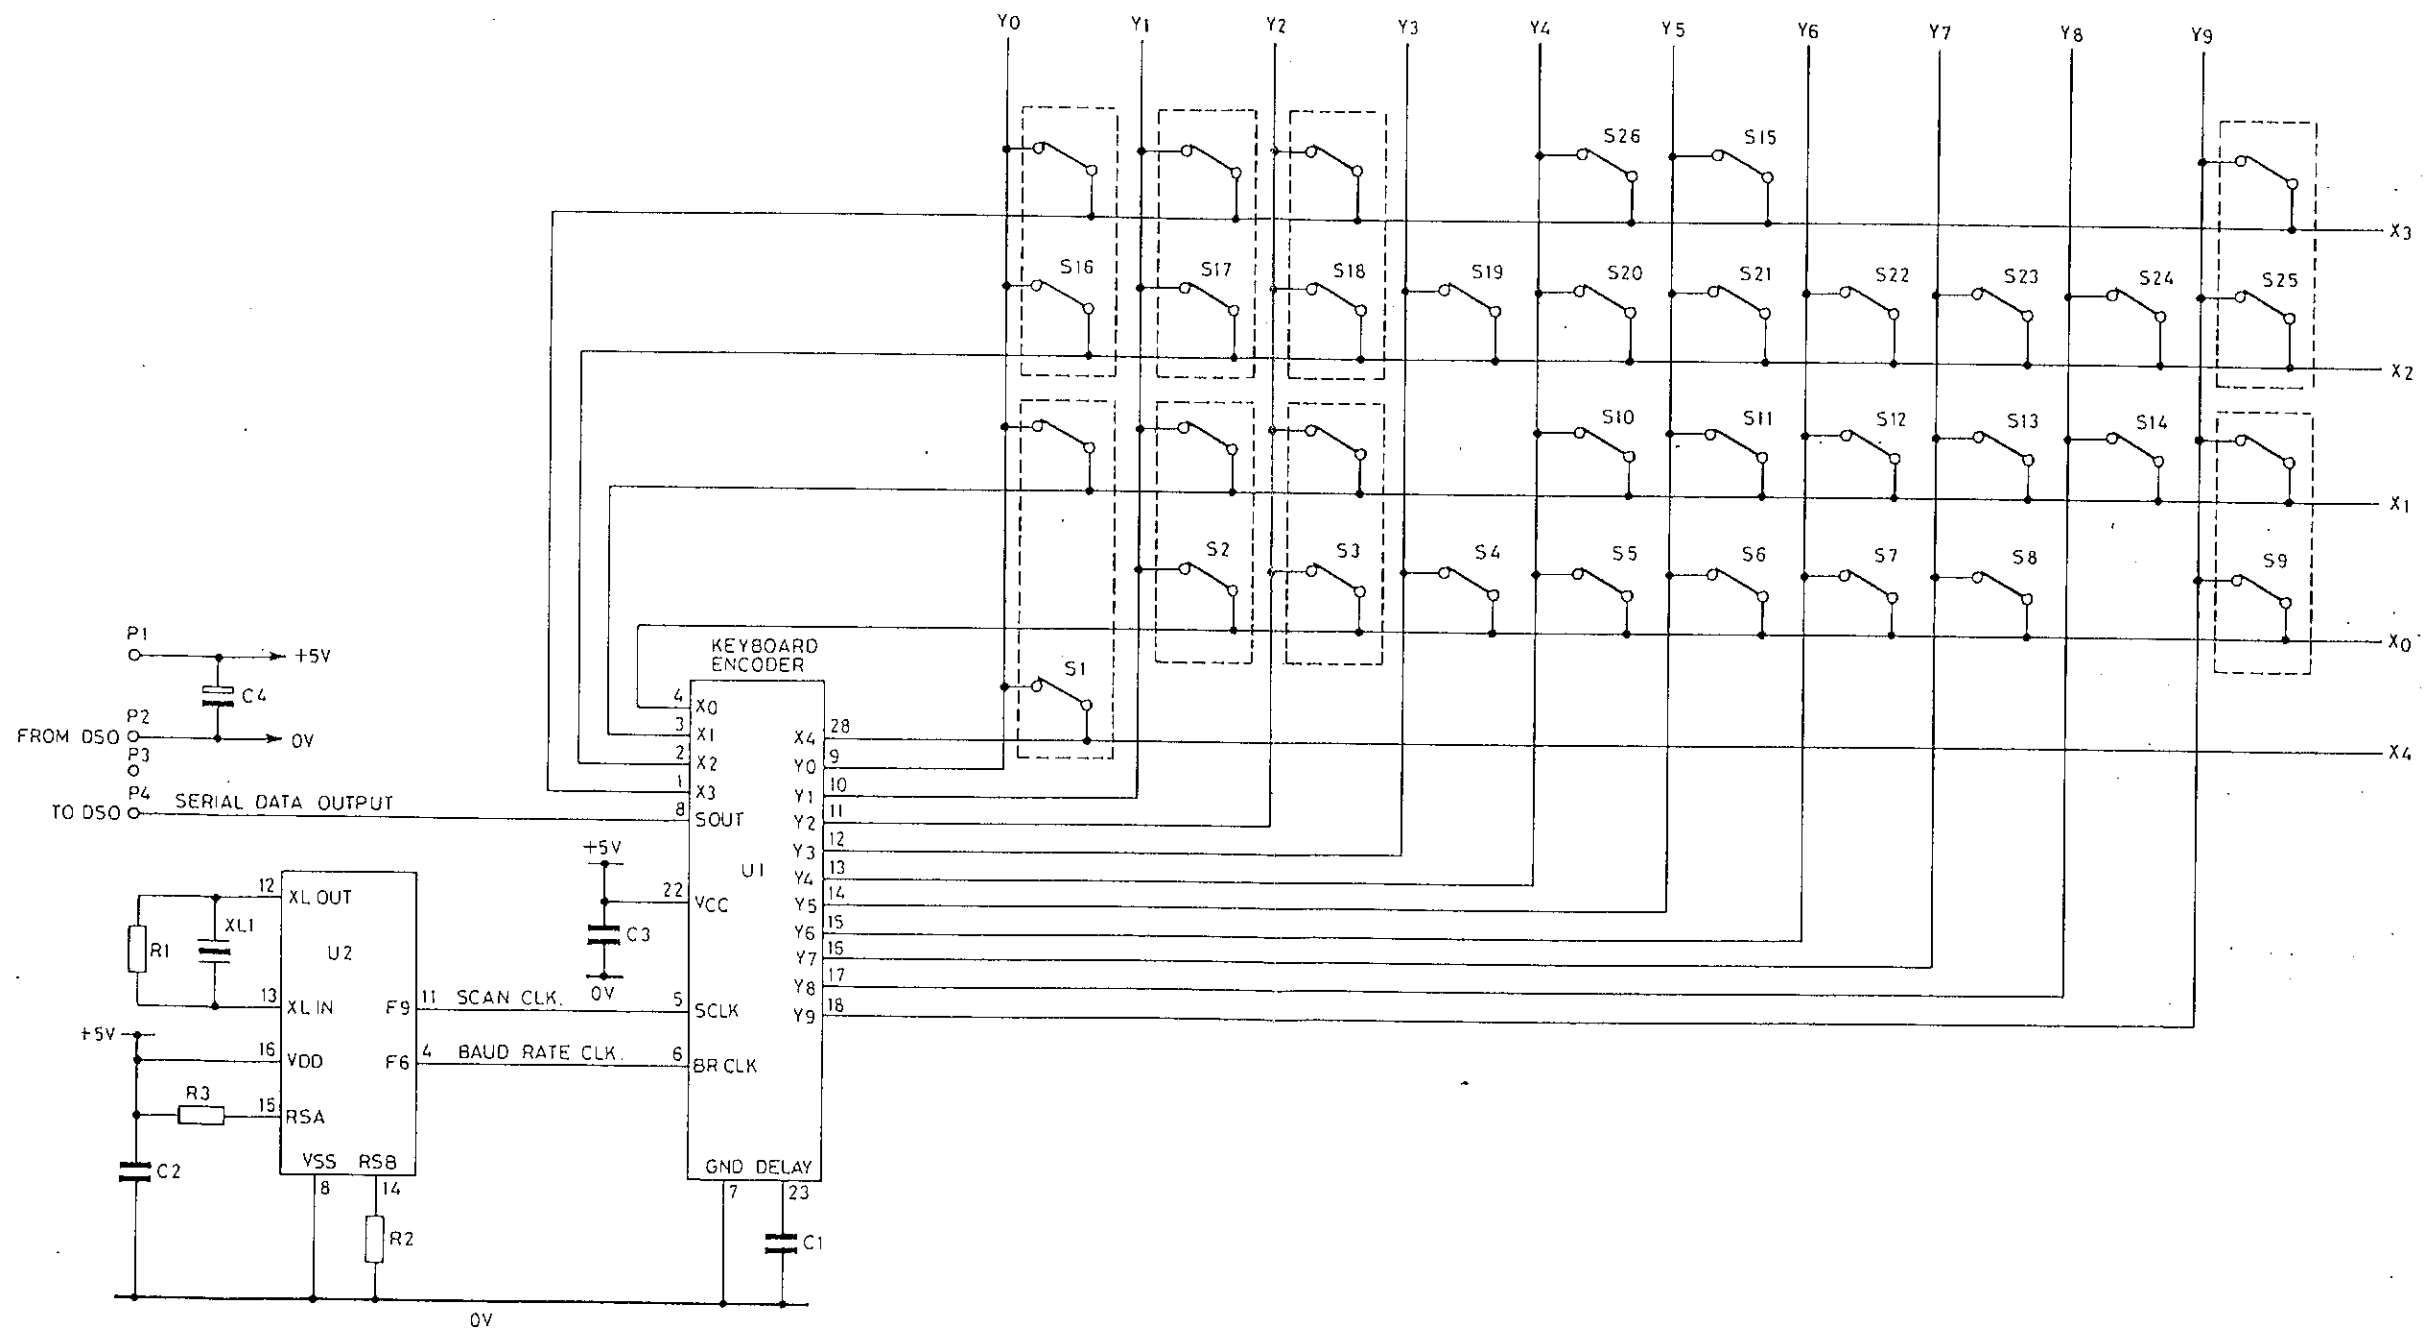 Y0 Y1 Y2 Y3 Y4 Y5 Y6 Y7 Y8 Y9
S26 S15
X3
S16 S17 S18 S19 S20 S21 S22 S23 S24 S25
X2
S10 S11 S12 S13 S14
X1
S2 S3 S4 S5 S6 S7 S8 S9
X0
S1
X4
P1
+5V
C4
P2
FROM DSO
0V
P3
P4
TO DSO
SERIAL DATA OUTPUT
KEYBOARD
ENCODER
4 X0
3 X1
2 X2
1 X3
8 SOUT
X4 28
Y0 9
Y1 10
Y2 11
Y3 12
Y4 13
Y5 14
Y6 15
Y7 16
Y8 17
Y9 18
U1
+5V
22 VCC
C3
0V
5 SCLK
6 BR CLK
GND DELAY
7 23
C1
12 XL OUT
XL1
R1
U2
13 XL IN
F9 11 SCAN CLK.
F6 4 BAUD RATE CLK.
+5V
16 VDD
R3
15 RSA
C2
VSS RSB
8 14
R2
0V